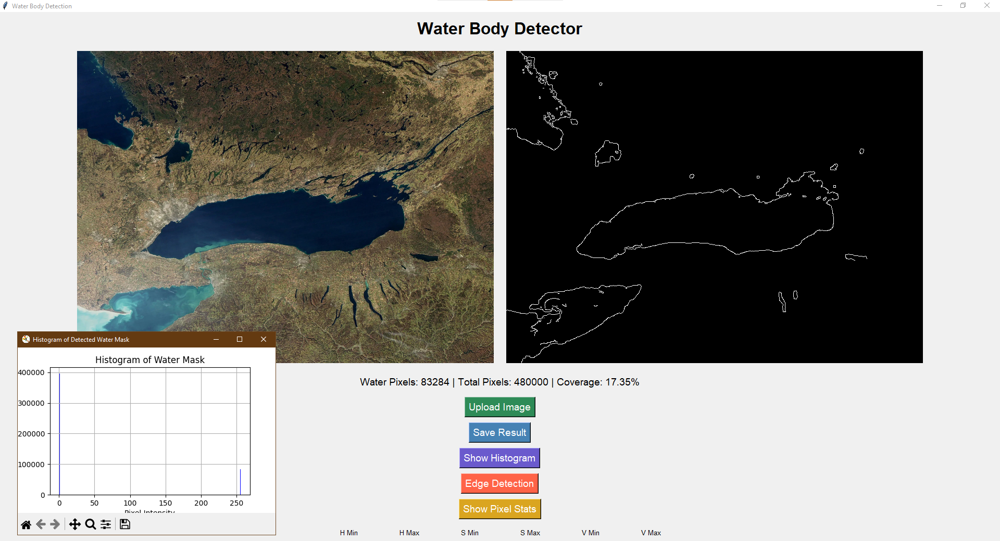 Water Body Detection
Water Body Detector
Histogram of Detected Water Mask
Histogram of Water Mask
400000
300000
200000
100000
0
0 50 100 150 200 250
Pixel Intensity
Water Pixels: 83284 | Total Pixels: 480000 | Coverage: 17.35%
Upload Image
Save Result
Show Histogram
Edge Detection
Show Pixel Stats
H Min H Max S Min S Max V Min V Max